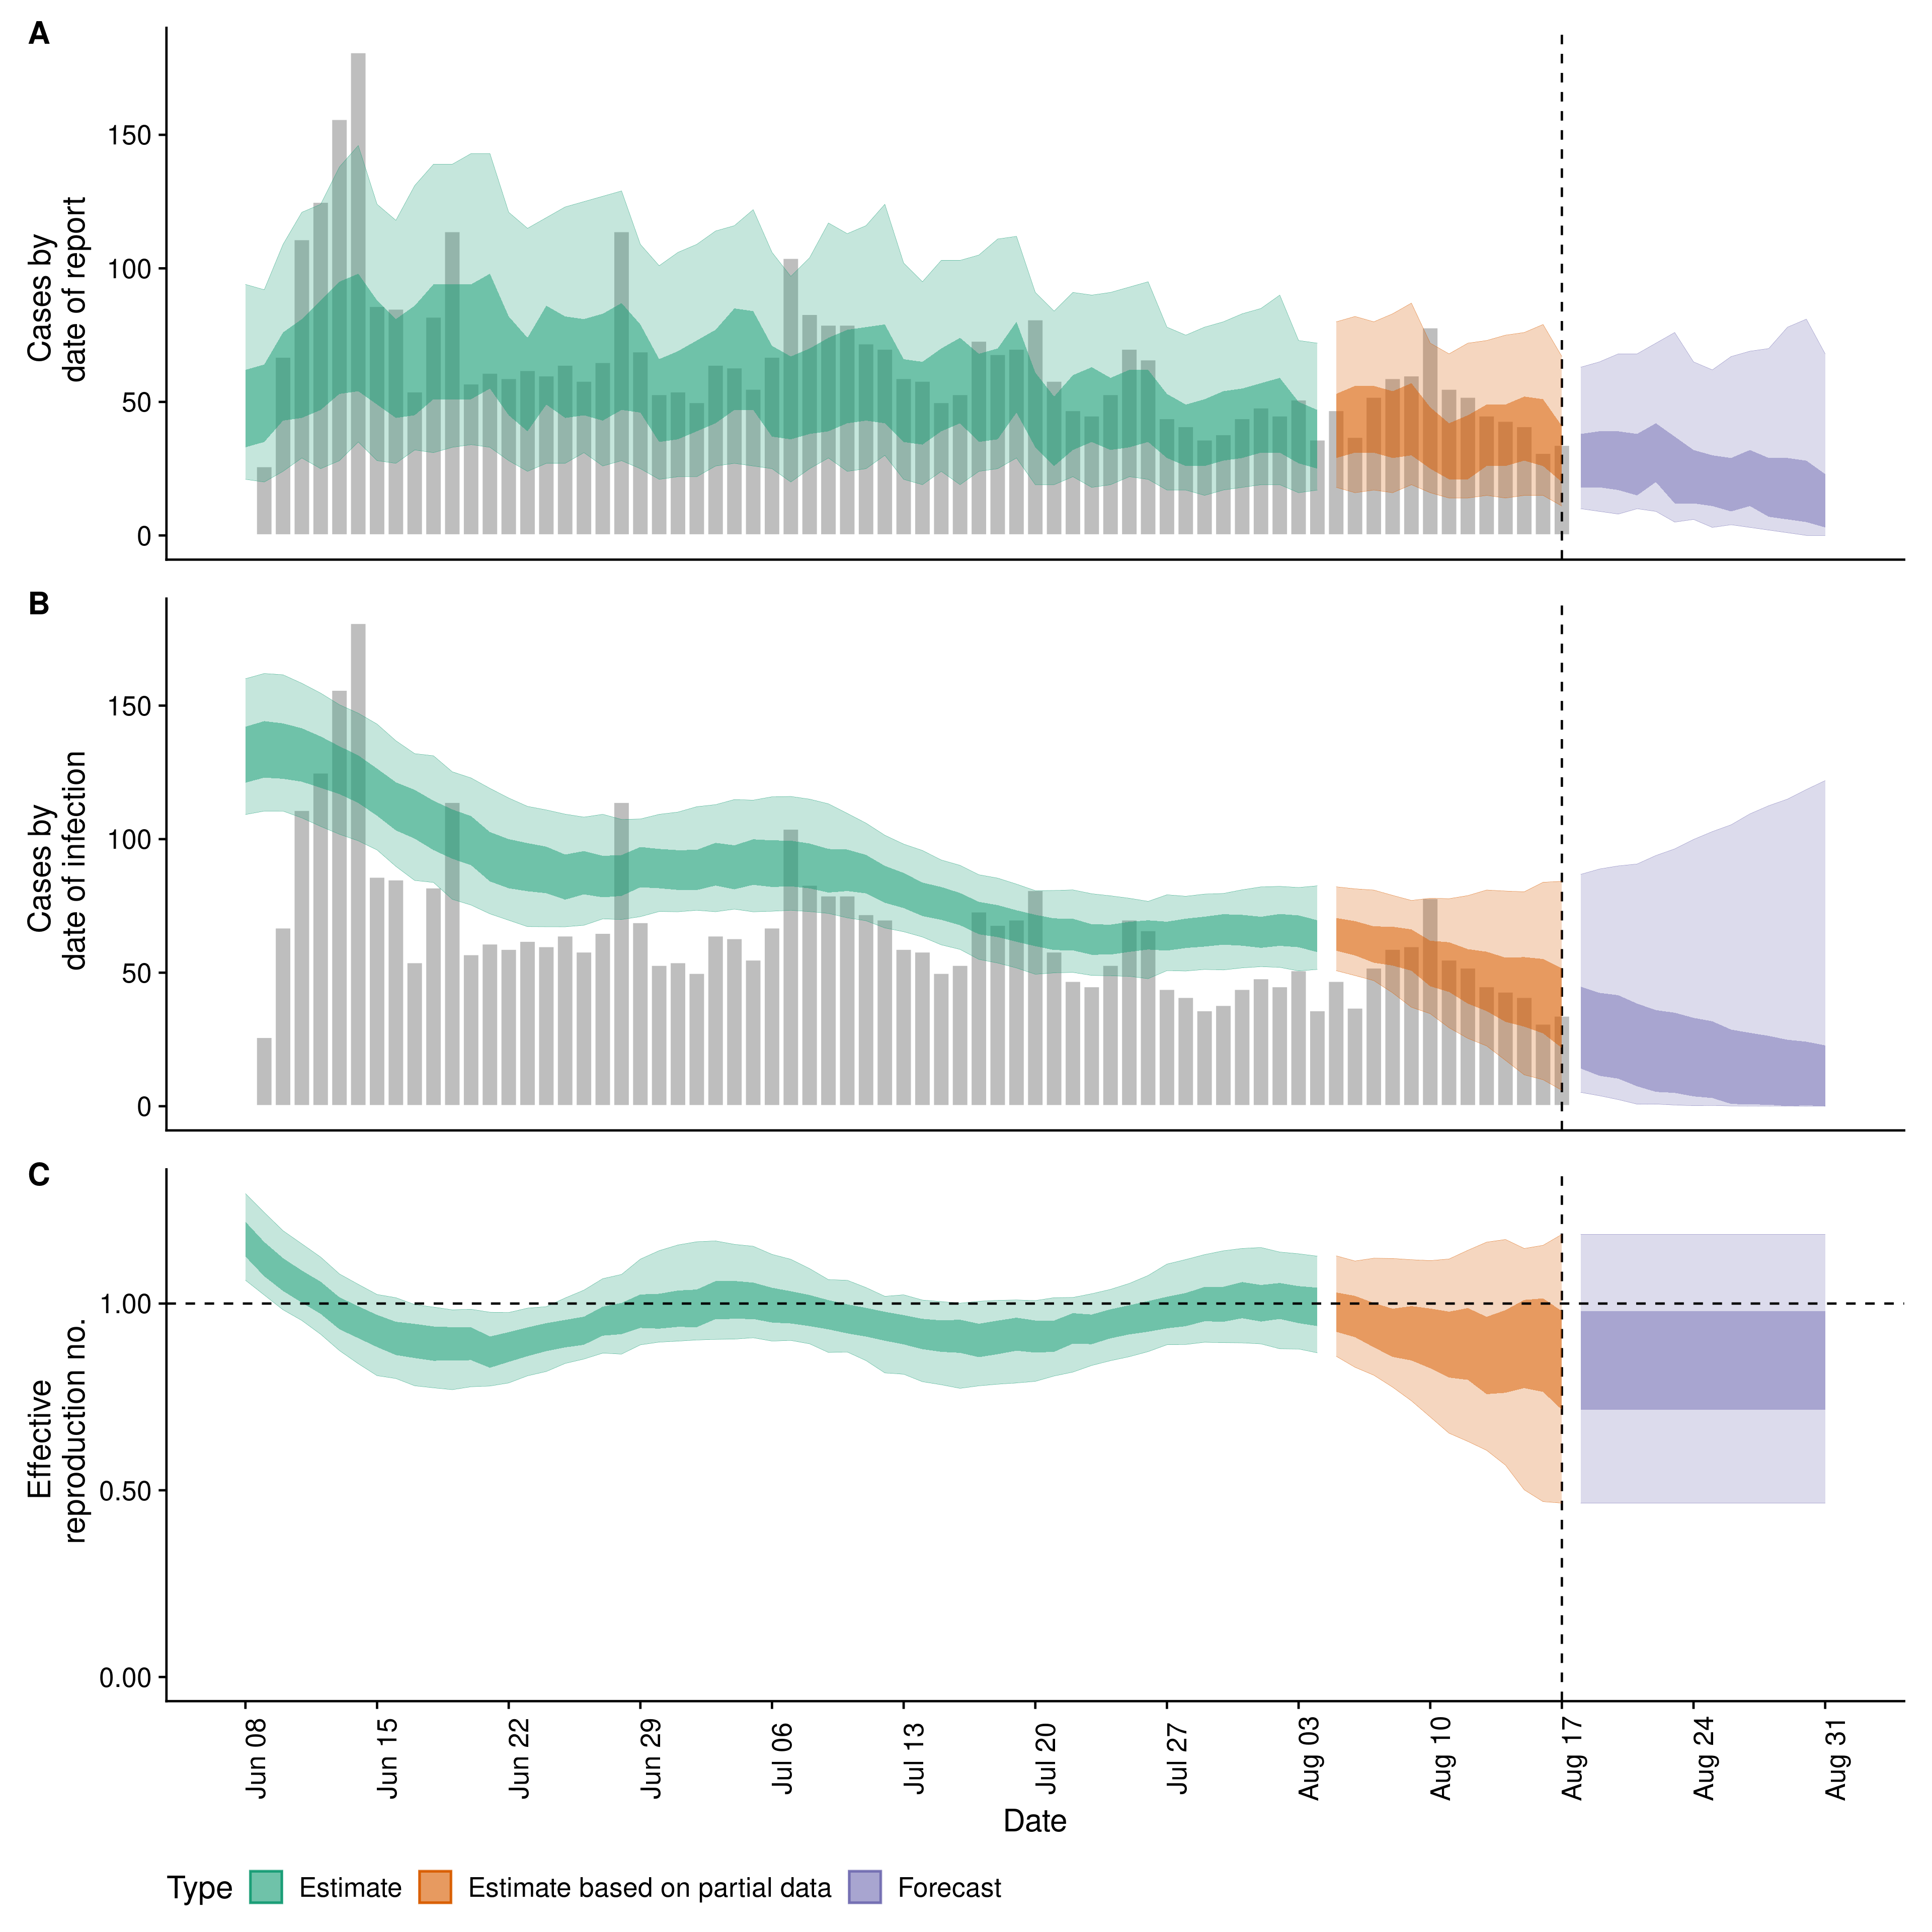 A
Cases by
date of report
150
100
50
0
B
Cases by
date of infection
150
100
50
0
C
Effective
reproduction no.
1.00
0.50
0.00
Jun 08
Jun 15
Jun 22
Jun 29
Jul 06
Jul 13
Jul 20
Jul 27
Aug 03
Aug 10
Aug 17
Aug 24
Aug 31
Date
Type Estimate Estimate based on partial data Forecast